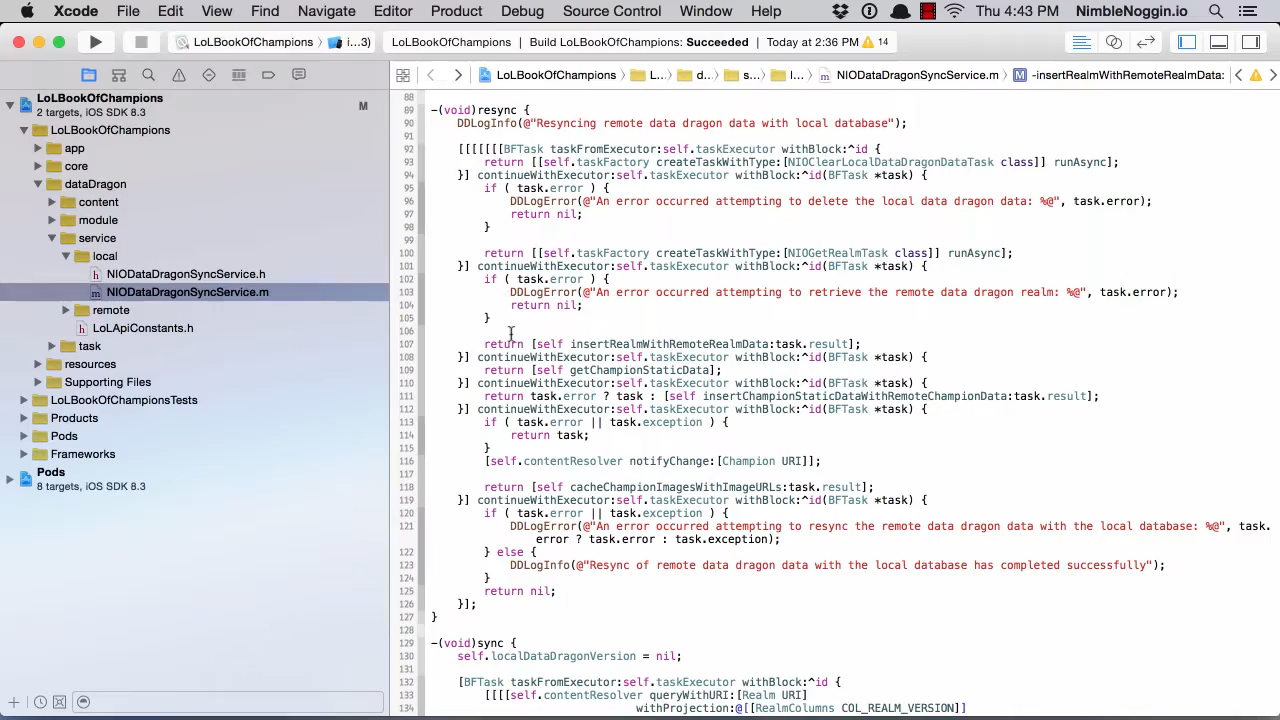 Xcode File Edit View Find Navigate Editor Product Debug Source Control Window Help Thu 4:43 PM NimbleNoggin.io
LoLBookOfChampions i...3) LoLBookOfChampions | Build LoLBookOfChampions: Succeeded | Today at 2:36 PM 14
LoLBookOfChampions L... d... s... l... NIODataDragonSyncService.m M -insertRealmWithRemoteRealmData:
LoLBookOfChampions
2 targets, iOS SDK 8.3
M
LoLBookOfChampions
app
core
dataDragon
content
module
service
local
NIODataDragonSyncService.h
NIODataDragonSyncService.m
remote
LoLApiConstants.h
task
resources
Supporting Files
LoLBookOfChampionsTests
Products
Pods
Frameworks
Pods
8 targets, iOS SDK 8.3
88
89 -(void)resync {
90 DDLogInfo(@"Resyncing remote data dragon data with local database");
91
92 [[[[[[[BFTask taskFromExecutor:self.taskExecutor withBlock:^id {
93 return [[self.taskFactory createTaskWithType:[NIOClearLocalDataDragonDataTask class]] runAsync];
94 }] continueWithExecutor:self.taskExecutor withBlock:^id(BFTask *task) {
95 if ( task.error ) {
96 DDLogError(@"An error occurred attempting to delete the local data dragon data: %@", task.error);
97 return nil;
98 }
99
100 return [[self.taskFactory createTaskWithType:[NIOGetRealmTask class]] runAsync];
101 }] continueWithExecutor:self.taskExecutor withBlock:^id(BFTask *task) {
102 if ( task.error ) {
103 DDLogError(@"An error occurred attempting to retrieve the remote data dragon realm: %@", task.error);
104 return nil;
105 }
106
107 return [self insertRealmWithRemoteRealmData:task.result];
108 }] continueWithExecutor:self.taskExecutor withBlock:^id(BFTask *task) {
109 return [self getChampionStaticData];
110 }] continueWithExecutor:self.taskExecutor withBlock:^id(BFTask *task) {
111 return task.error ? task : [self insertChampionStaticDataWithRemoteChampionData:task.result];
112 }] continueWithExecutor:self.taskExecutor withBlock:^id(BFTask *task) {
113 if ( task.error || task.exception ) {
114 return task;
115 }
116 [self.contentResolver notifyChange:[Champion URI]];
117
118 return [self cacheChampionImagesWithImageURLs:task.result];
119 }] continueWithExecutor:self.taskExecutor withBlock:^id(BFTask *task) {
120 if ( task.error || task.exception ) {
121 DDLogError(@"An error occurred attempting to resync the remote data dragon data with the local database: %@", task.
error ? task.error : task.exception);
122 } else {
123 DDLogInfo(@"Resync of remote data dragon data with the local database has completed successfully");
124 }
125 return nil;
126 }];
127 }
128
129 -(void)sync {
130 self.localDataDragonVersion = nil;
131
132 [BFTask taskFromExecutor:self.taskExecutor withBlock:^id {
133 [[[[self.contentResolver queryWithURI:[Realm URI]
134 withProjection:@[[RealmColumns COL_REALM_VERSION]]